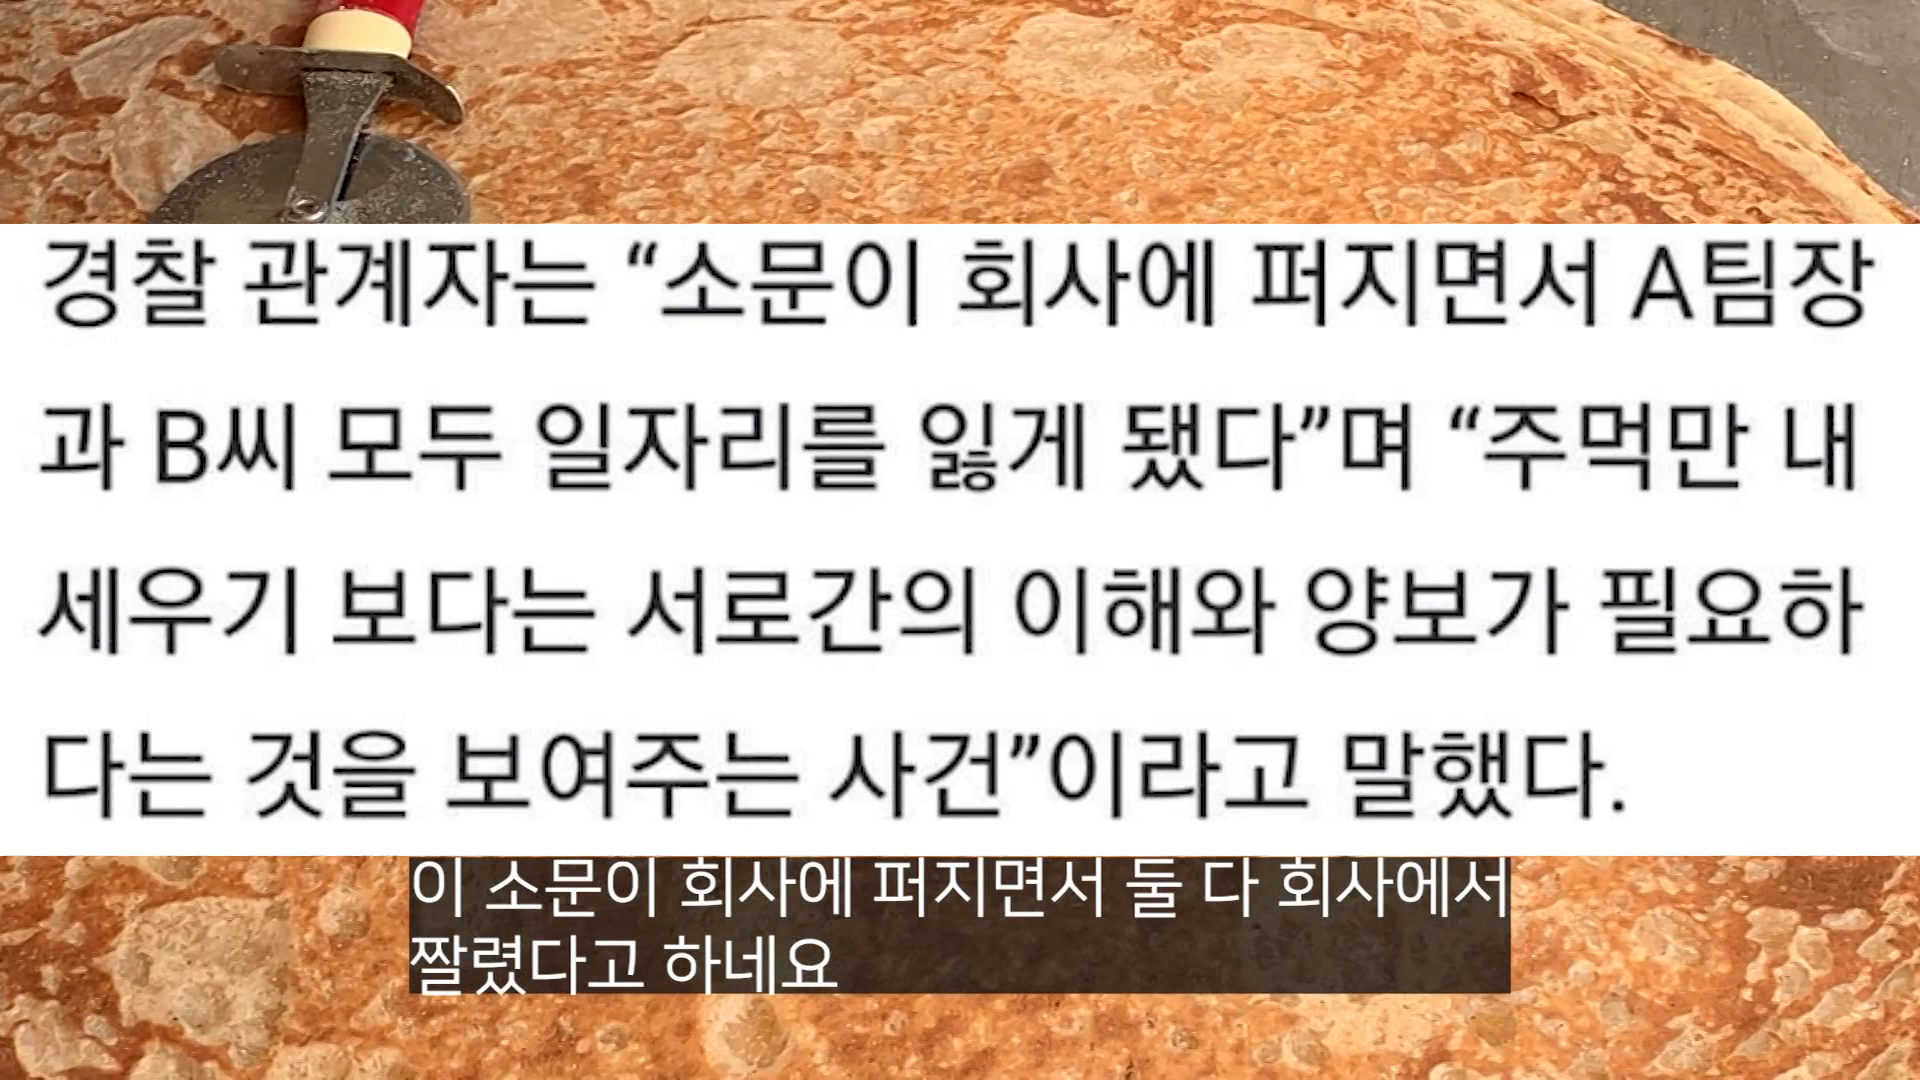 경찰 관계자는 “소문이 회사에 퍼지면서 A팀장
과 B씨 모두 일자리를 잃게 됐다”며 “주먹만 내
세우기 보다는 서로간의 이해와 양보가 필요하
다는 것을 보여주는 사건”이라고 말했다.
이 소문이 회사에 퍼지면서 둘 다 회사에서
짤렸다고 하네요